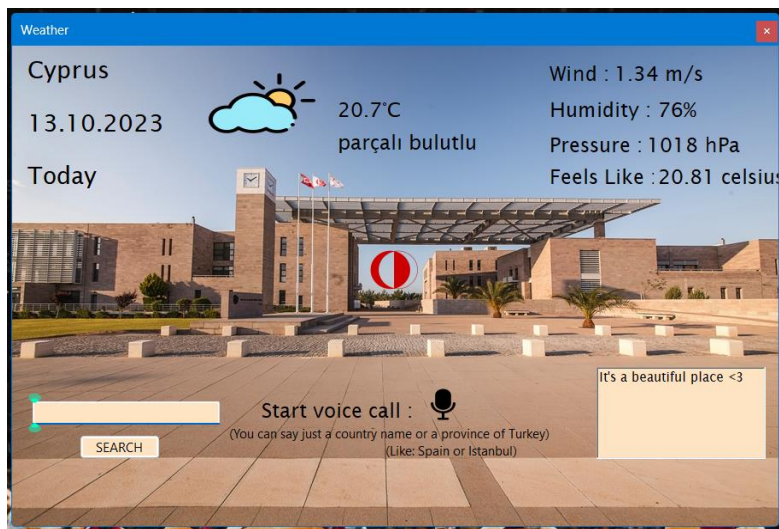 Weather
Cyprus
13.10.2023
Today
20.7°C
parçalı bulutlu
Wind : 1.34 m/s
Humidity : 76%
Pressure : 1018 hPa
Feels Like :20.81 celsius
Start voice call :
(You can say just a country name or a province of Turkey)
(Like: Spain or Istanbul)
SEARCH
It's a beautiful place <3